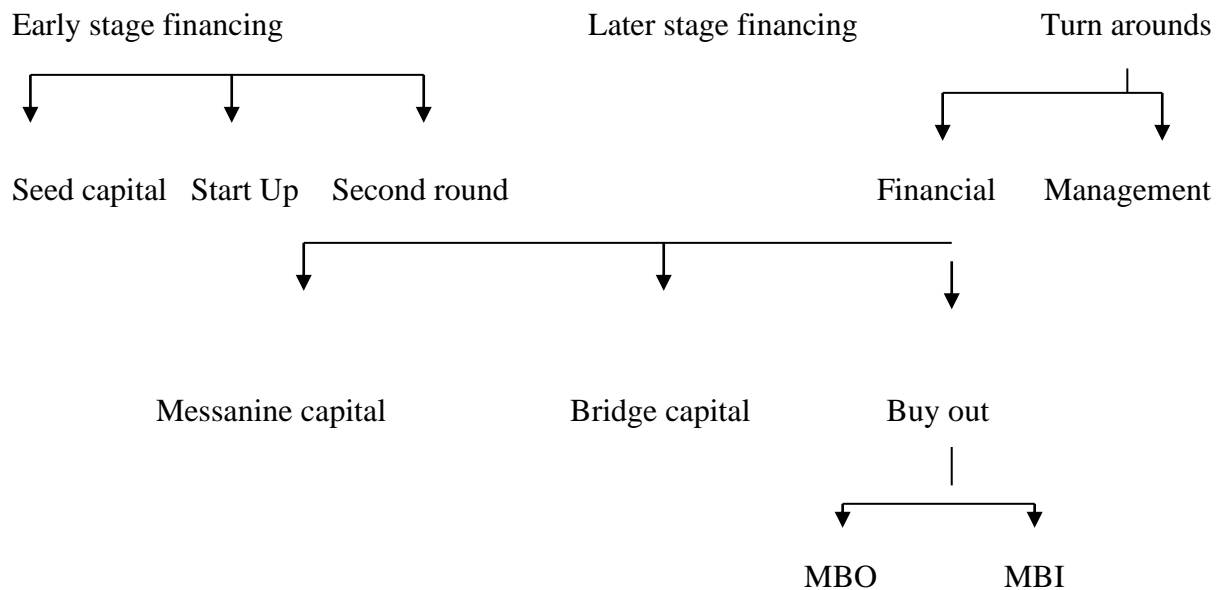 Early stage financing Later stage financing Turn arounds
Seed capital Start Up Second round Financial Management
Messanine capital Bridge capital Buy out
MBO MBI